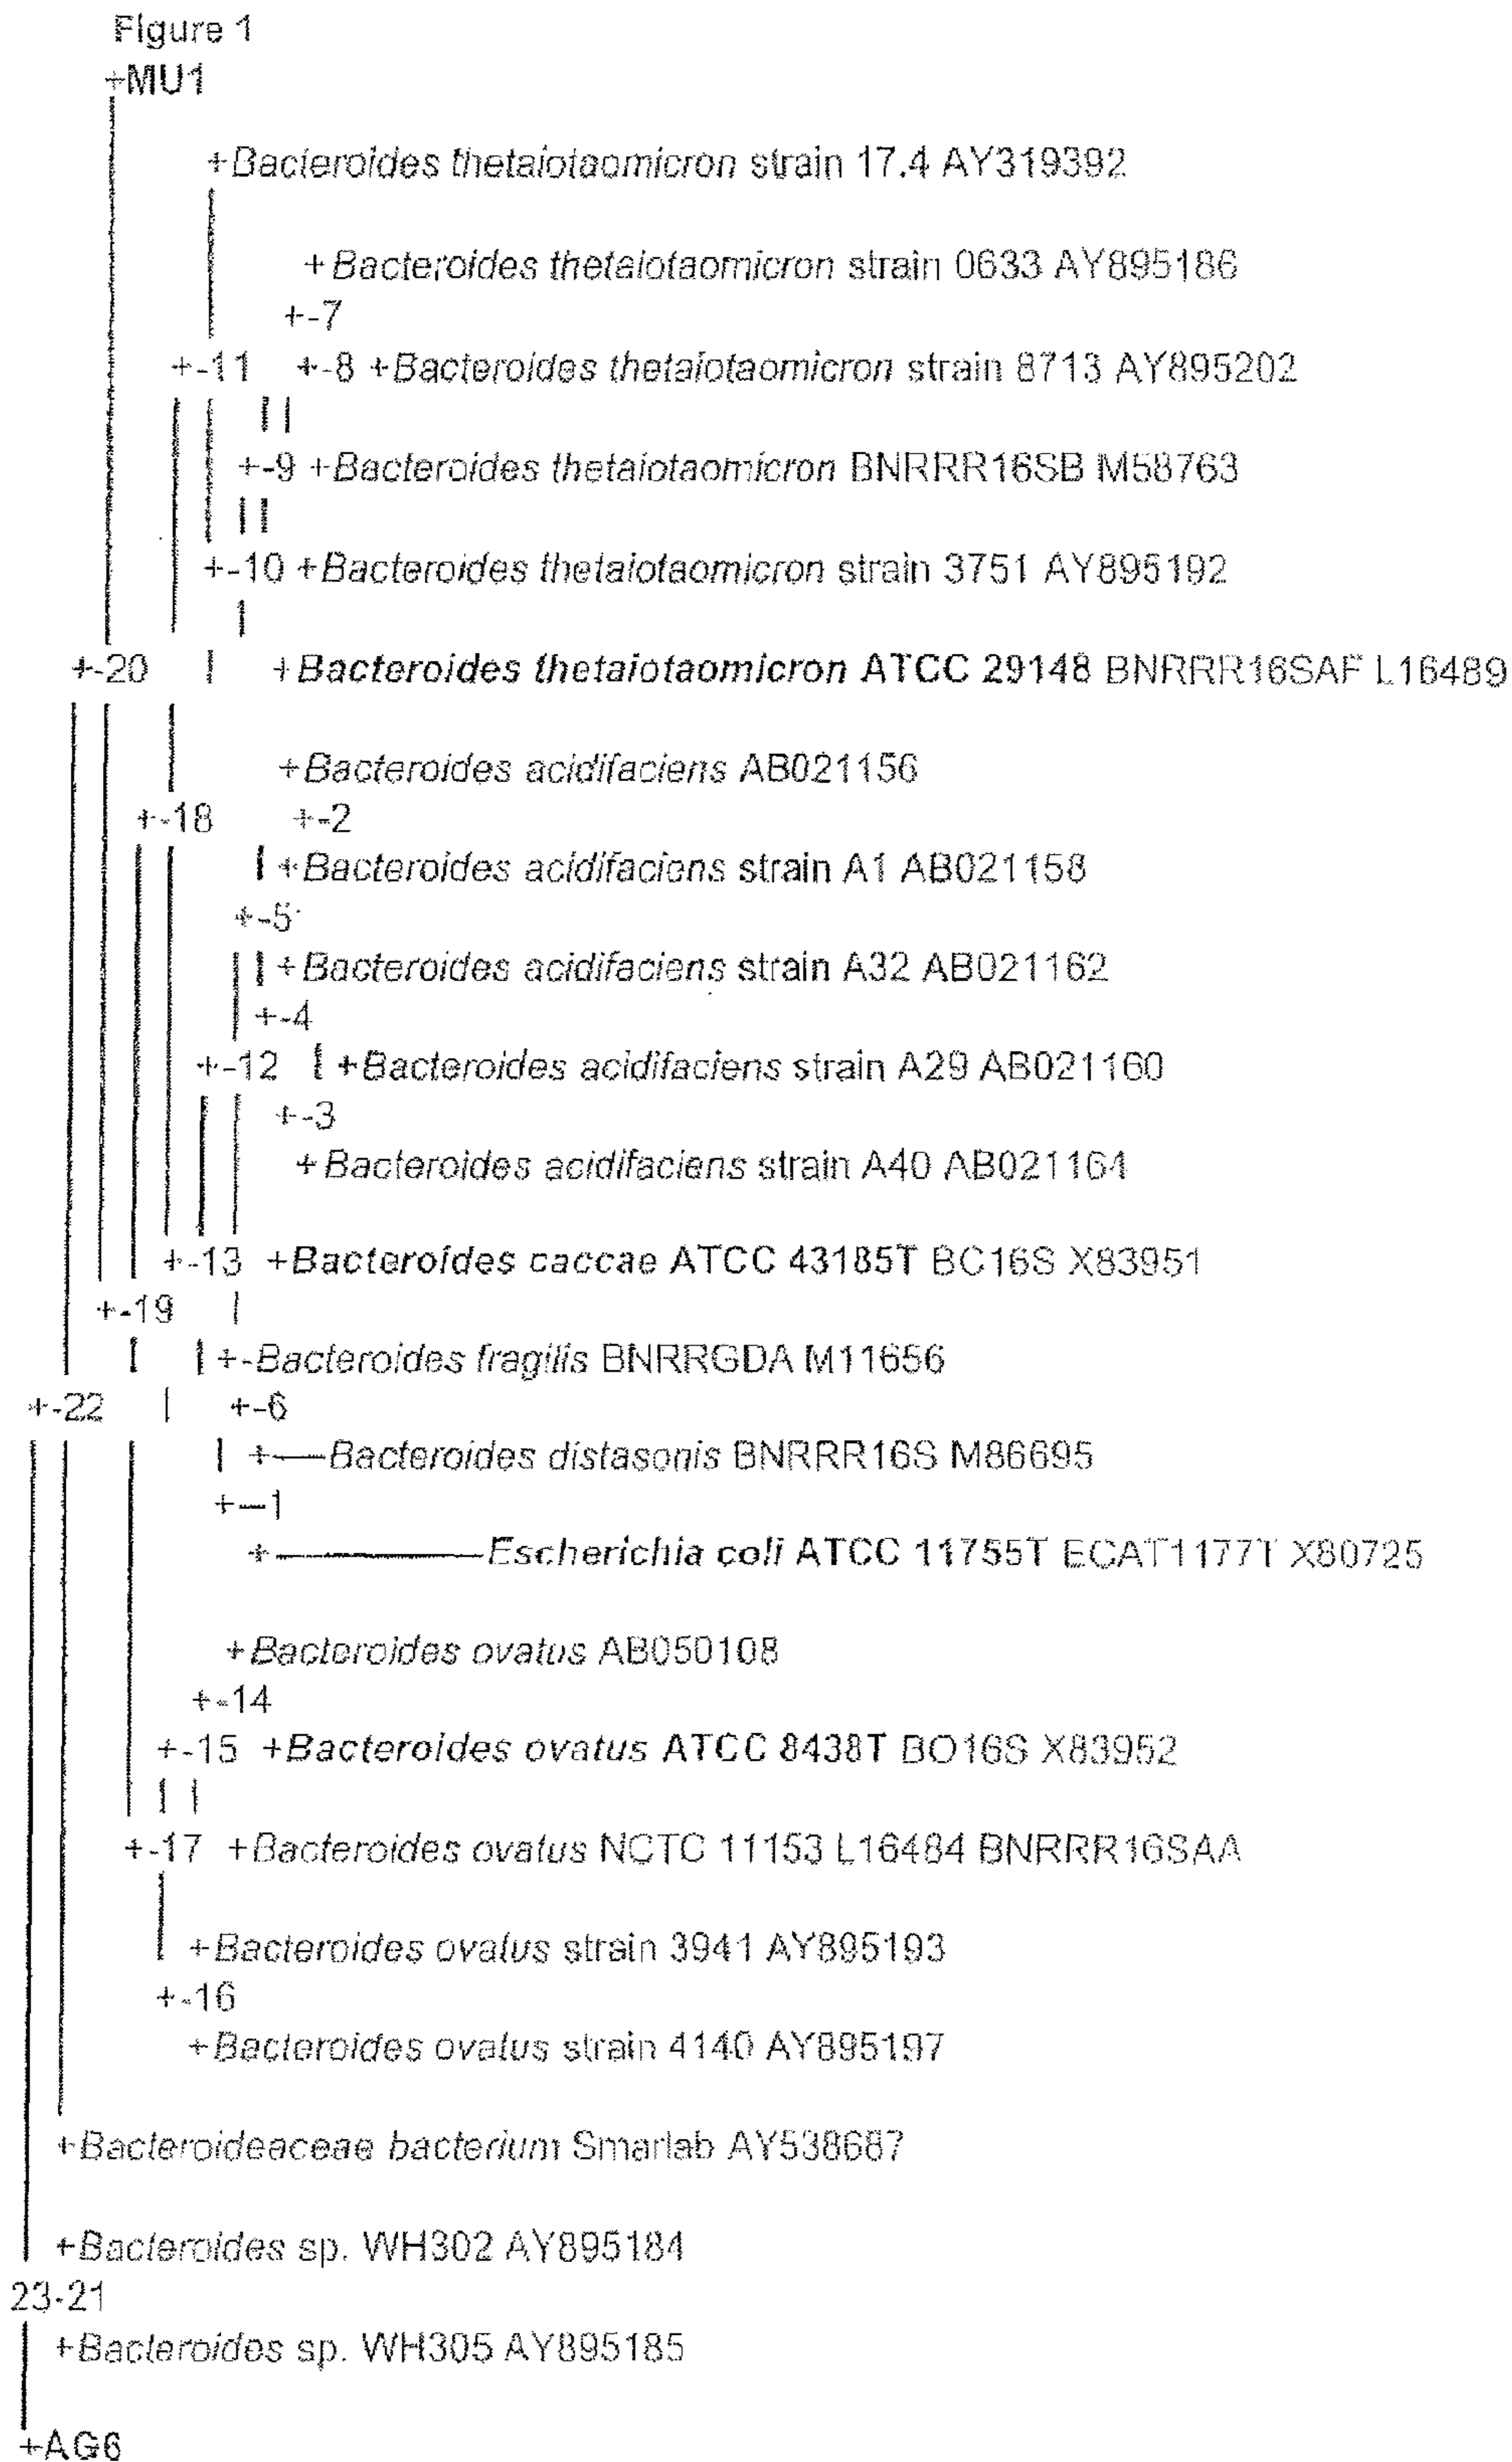 Figure 1
+MU1
+Bacteroides thetaiotaomicron strain 17.4 AY319392
+Bacteroides thetaiotaomicron strain 0633 AY895186
+-7
+-11 +-8 +Bacteroides thetaiotaomicron strain 8713 AY895202
+-9 +Bacteroides thetaiotaomicron BNRRR16SB M58763
+-10 +Bacteroides thetaiotaomicron strain 3751 AY895192
+-20 +Bacteroides thetaiotaomicron ATCC 29148 BNRRR16SAF L16489
+Bacteroides acidifaciens AB021156
+-18 +-2
+Bacteroides acidifaciens strain A1 AB021158
+-5
+Bacteroides acidifaciens strain A32 AB021162
+-4
+-12 +Bacteroides acidifaciens strain A29 AB021160
+-3
+Bacteroides acidifaciens strain A40 AB021164
+-13 +Bacteroides caccae ATCC 43185T BC16S X83951
+-19
+-Bacteroides fragilis BNRRGDA M11656
+-22 +-6
+—Bacteroides distasonis BNRRR16S M86695
+—1
+————Escherichia coli ATCC 11755T ECAT1177T X80725
+Bacteroides ovatus AB050108
+-14
+-15 +Bacteroides ovatus ATCC 8438T BO16S X83952
+-17 +Bacteroides ovatus NCTC 11153 L16484 BNRRR16SAA
+Bacteroides ovatus strain 3941 AY895193
+-16
+Bacteroides ovatus strain 4140 AY895197
+Bacteroideaceae bacterium Smarlab AY538687
+Bacteroides sp. WH302 AY895184
23-21
+Bacteroides sp. WH305 AY895185
+AG6